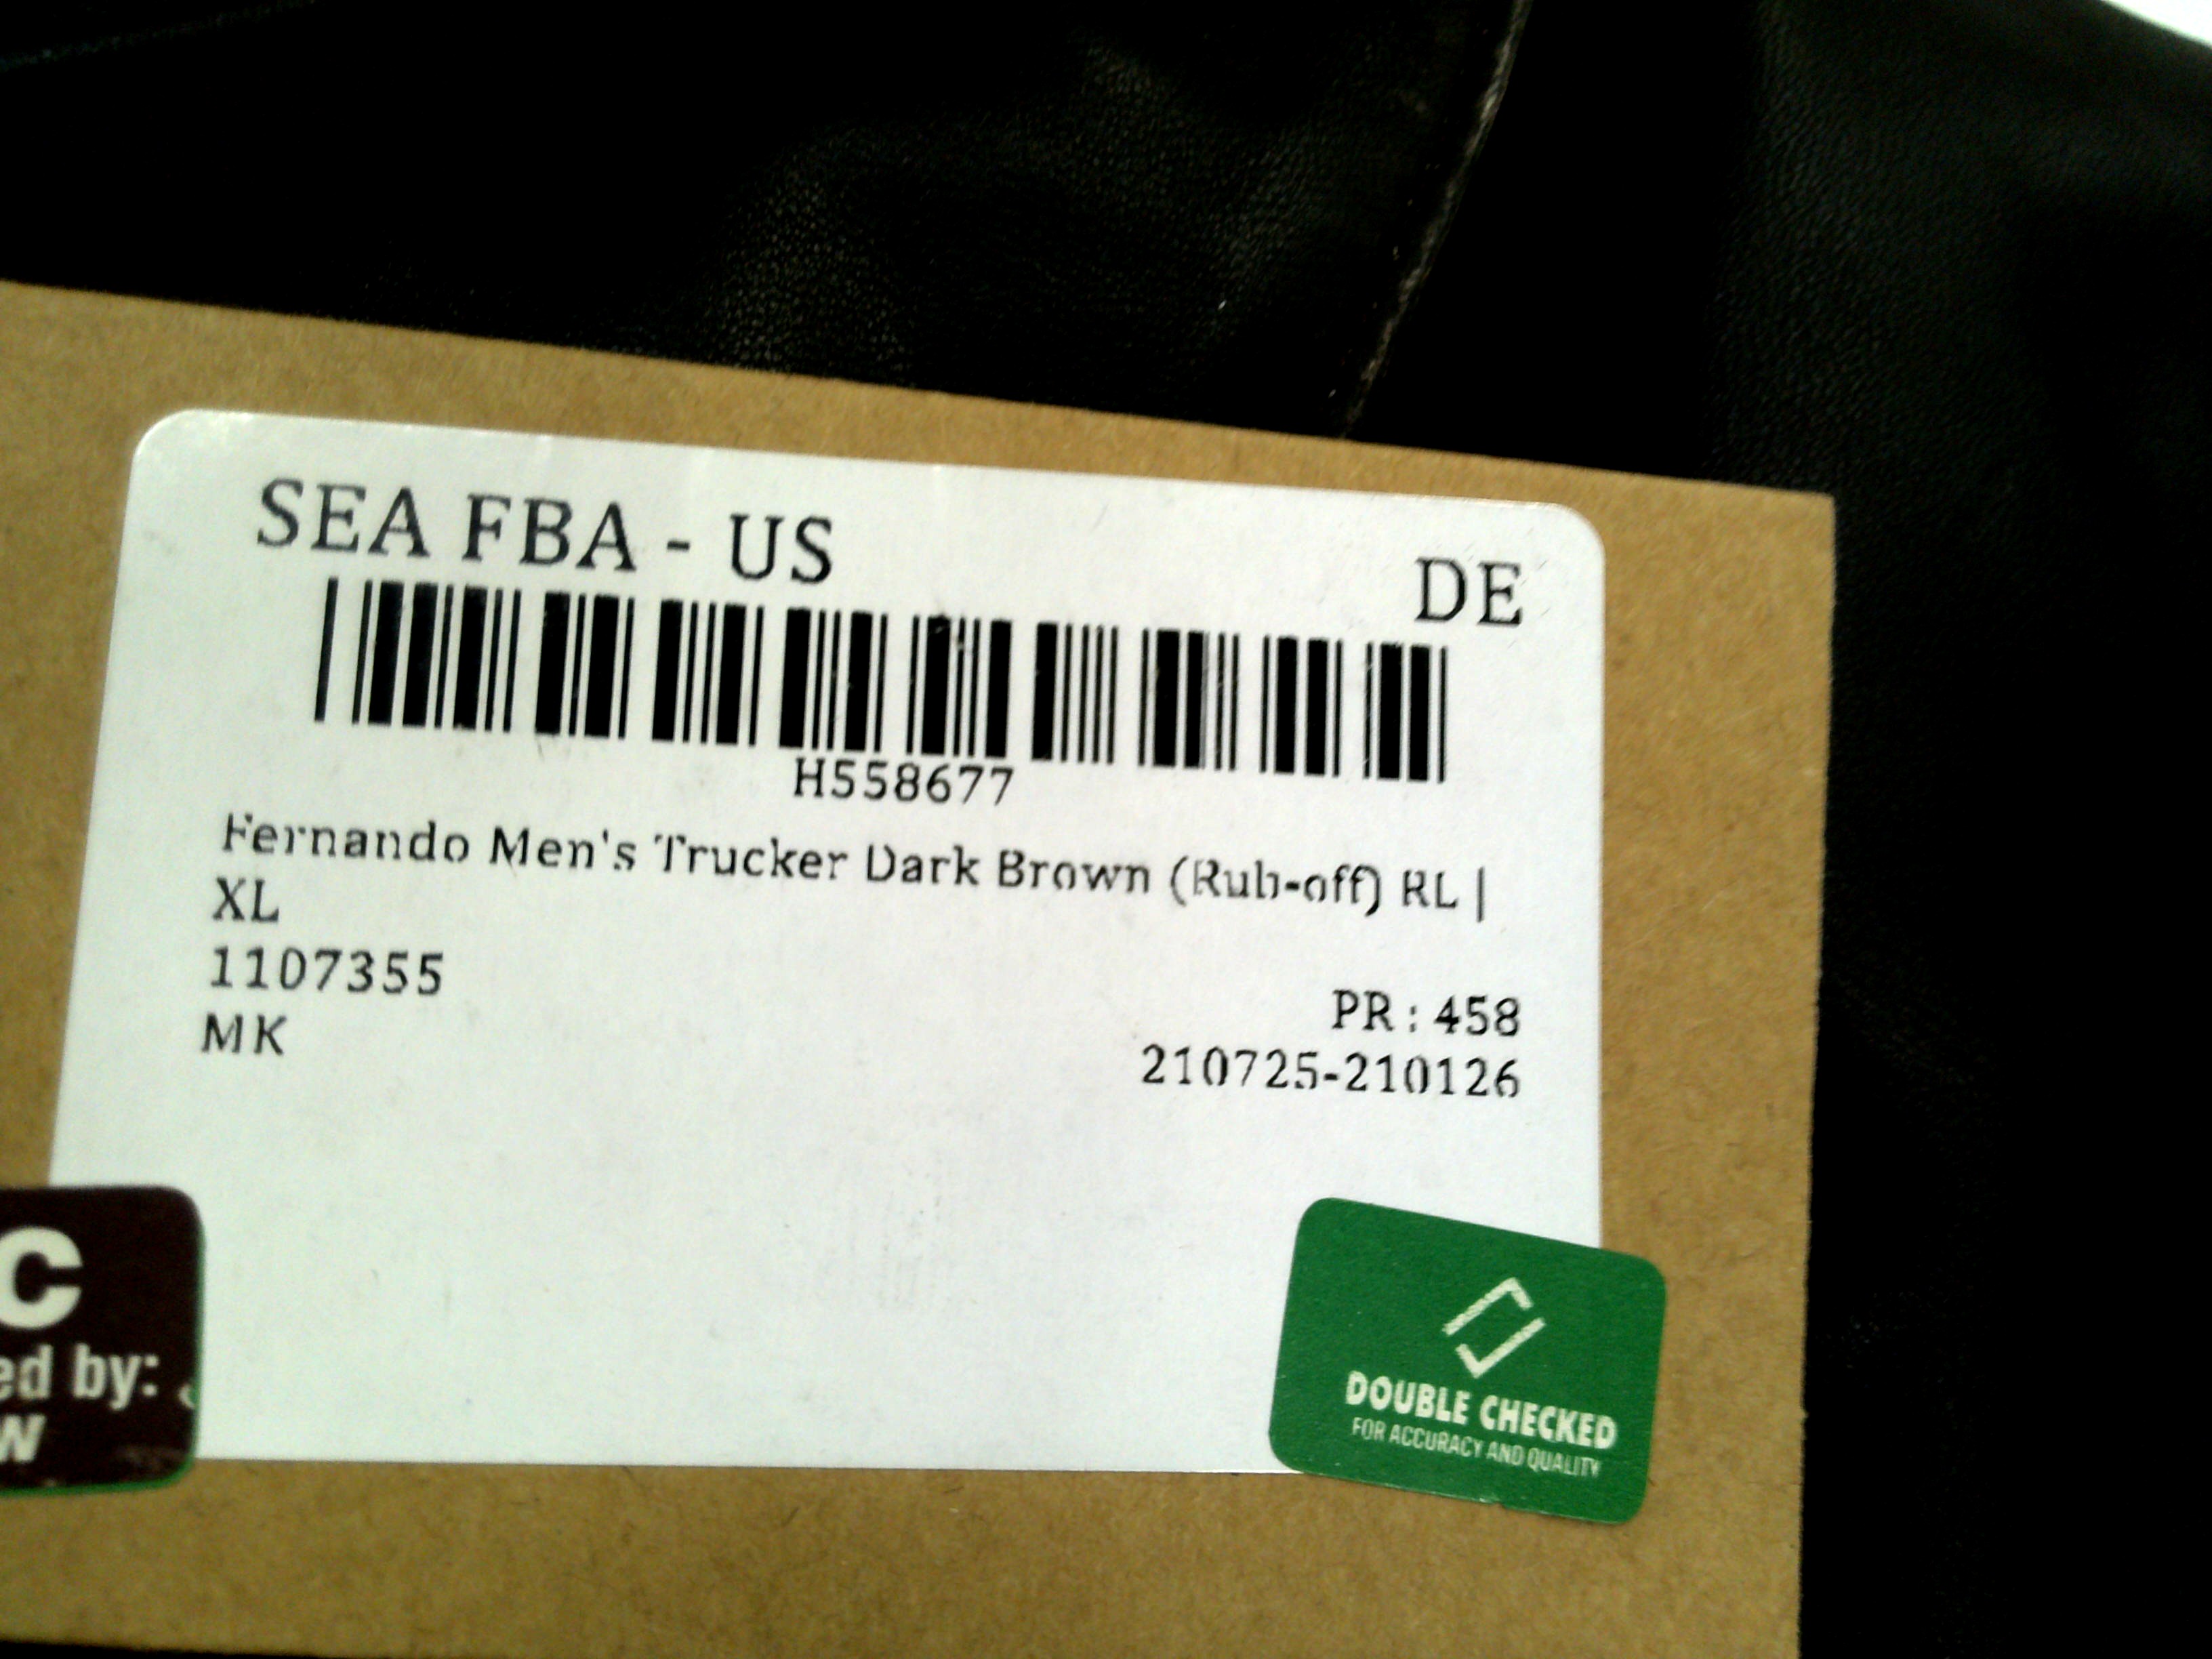 SEA FBA - US
DE
H558677
Fernando Men's Trucker Dark Brown (Rub-off) RL |
XL
1107355
PR : 458
MK
210725-210126
C
ed by:
W
DOUBLE CHECKED
FOR ACCURACY AND QUALITY